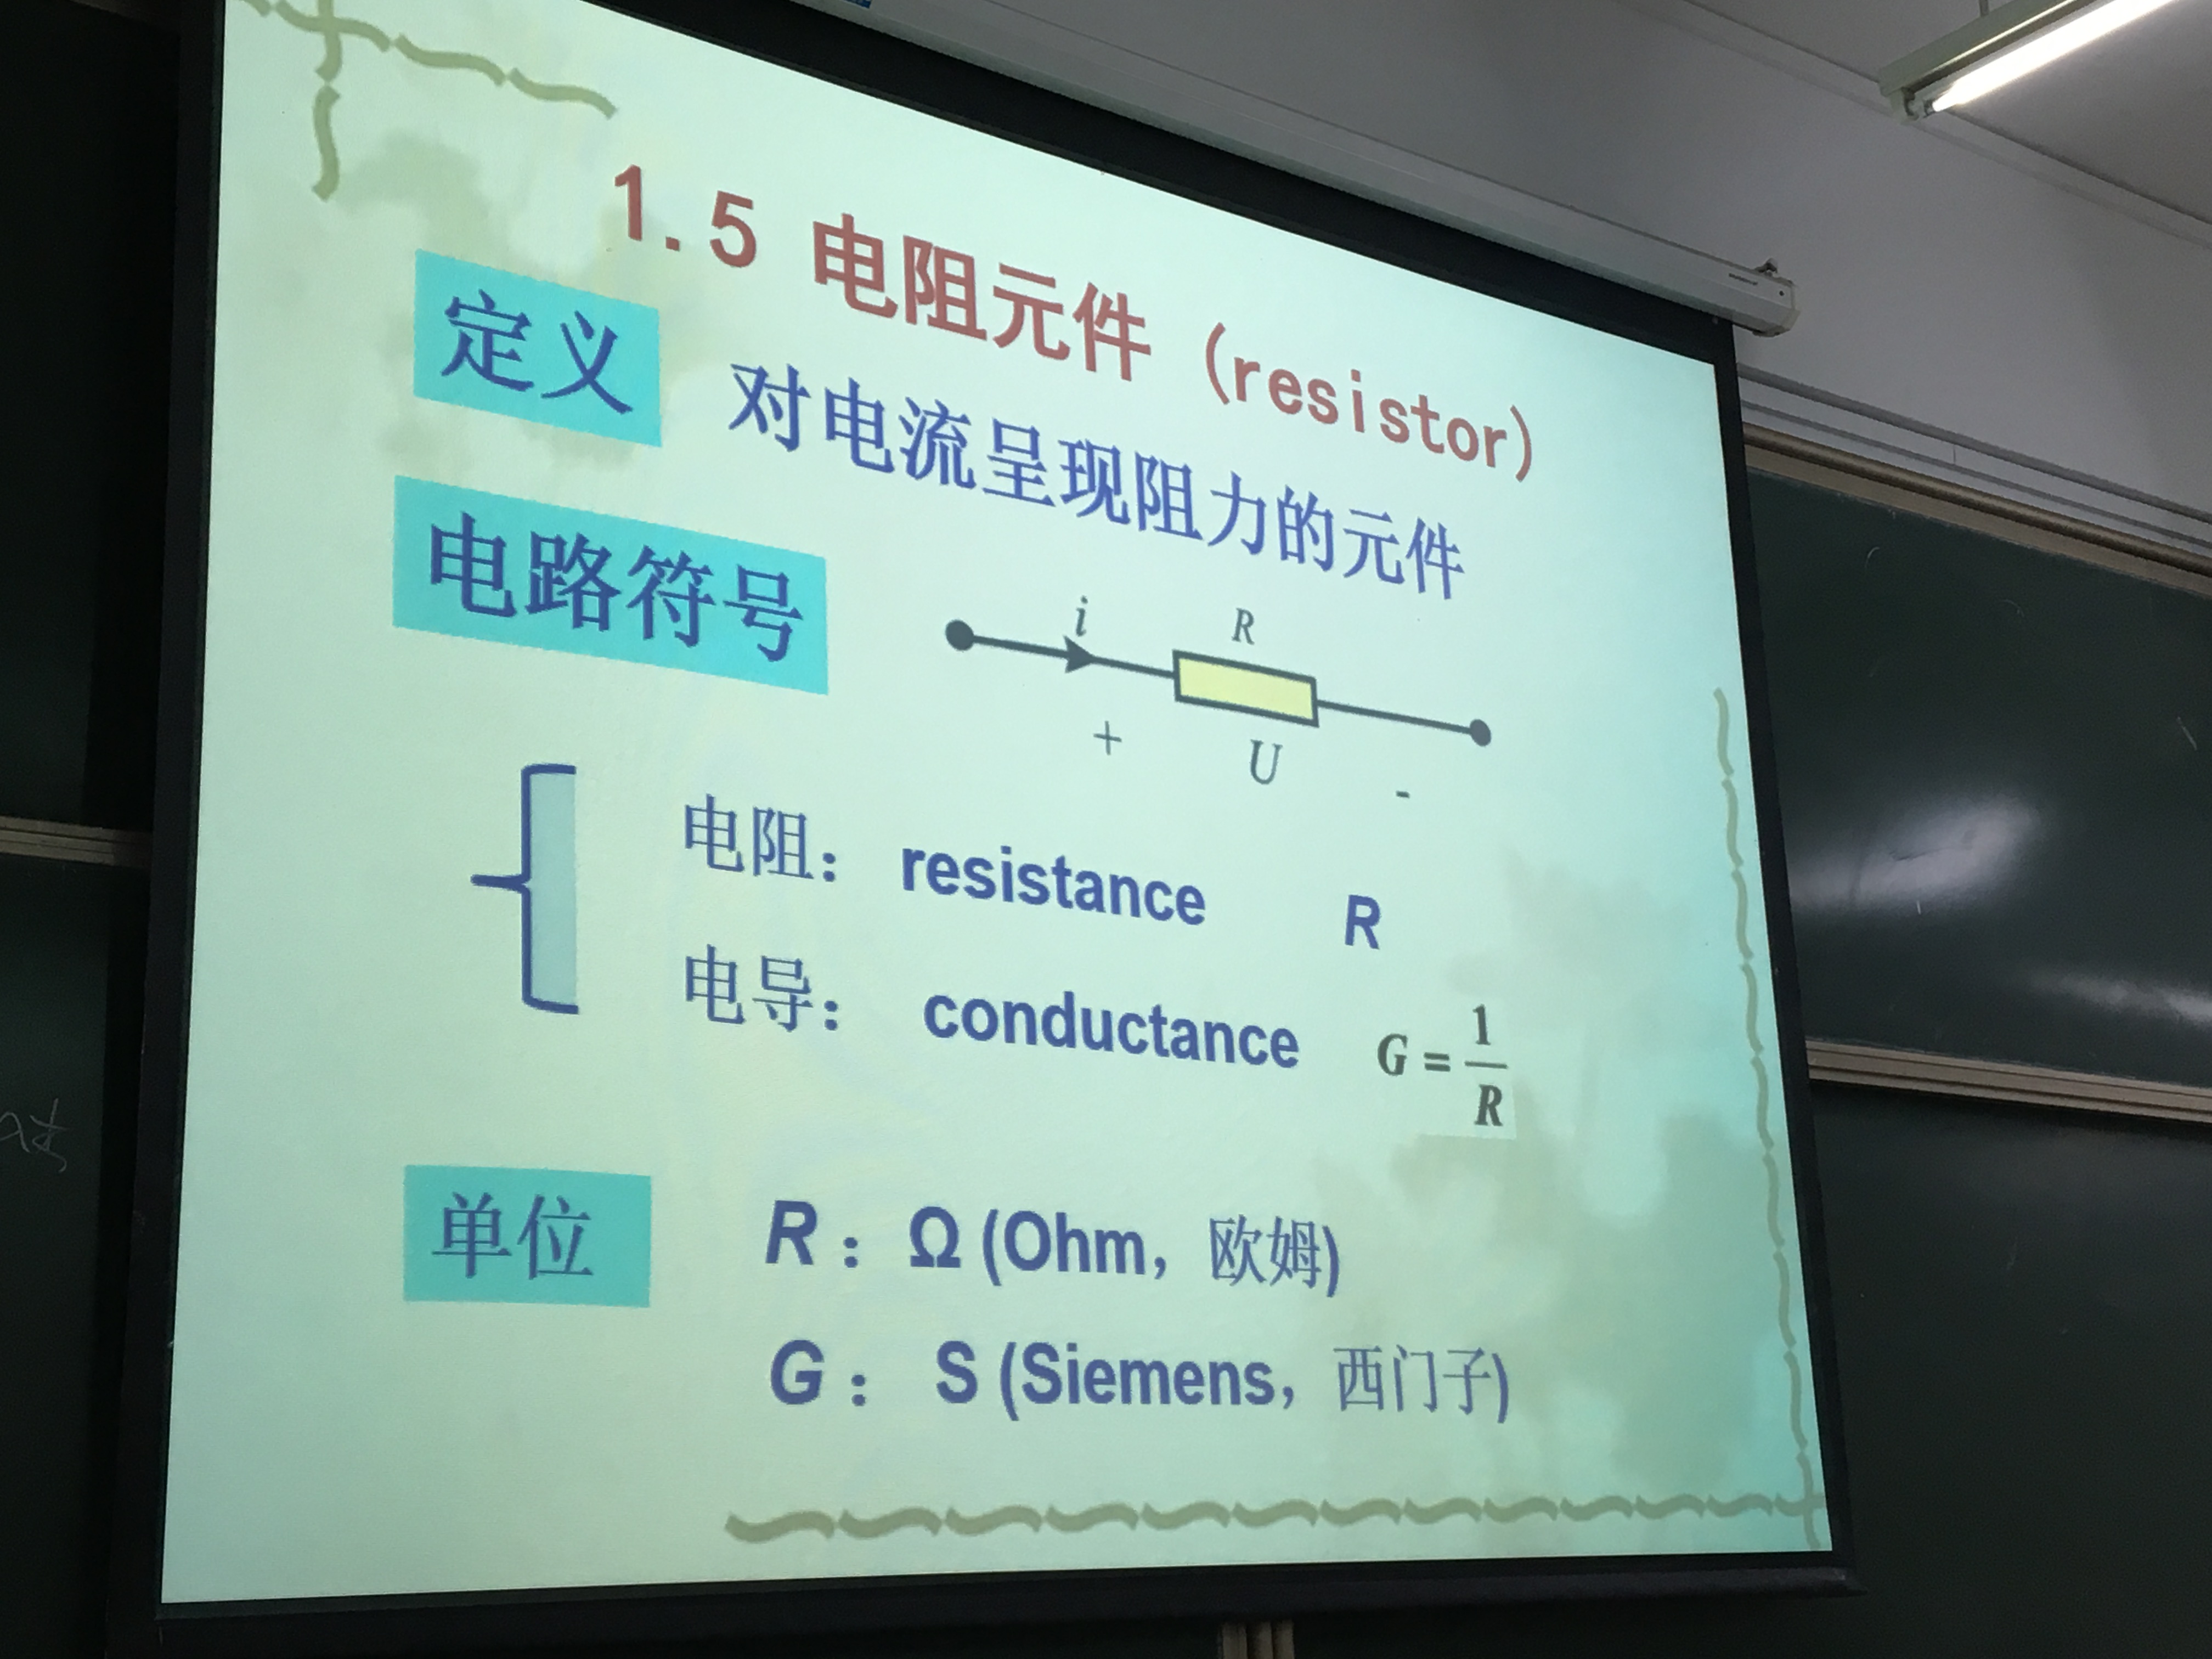 1.5 电阻元件 (resistor)
定义 对电流呈现阻力的元件
电路符号
i R
+ U -
电阻： resistance R
电导： conductance G = 1/R
单位 R： Ω (Ohm，欧姆)
G： S (Siemens，西门子)